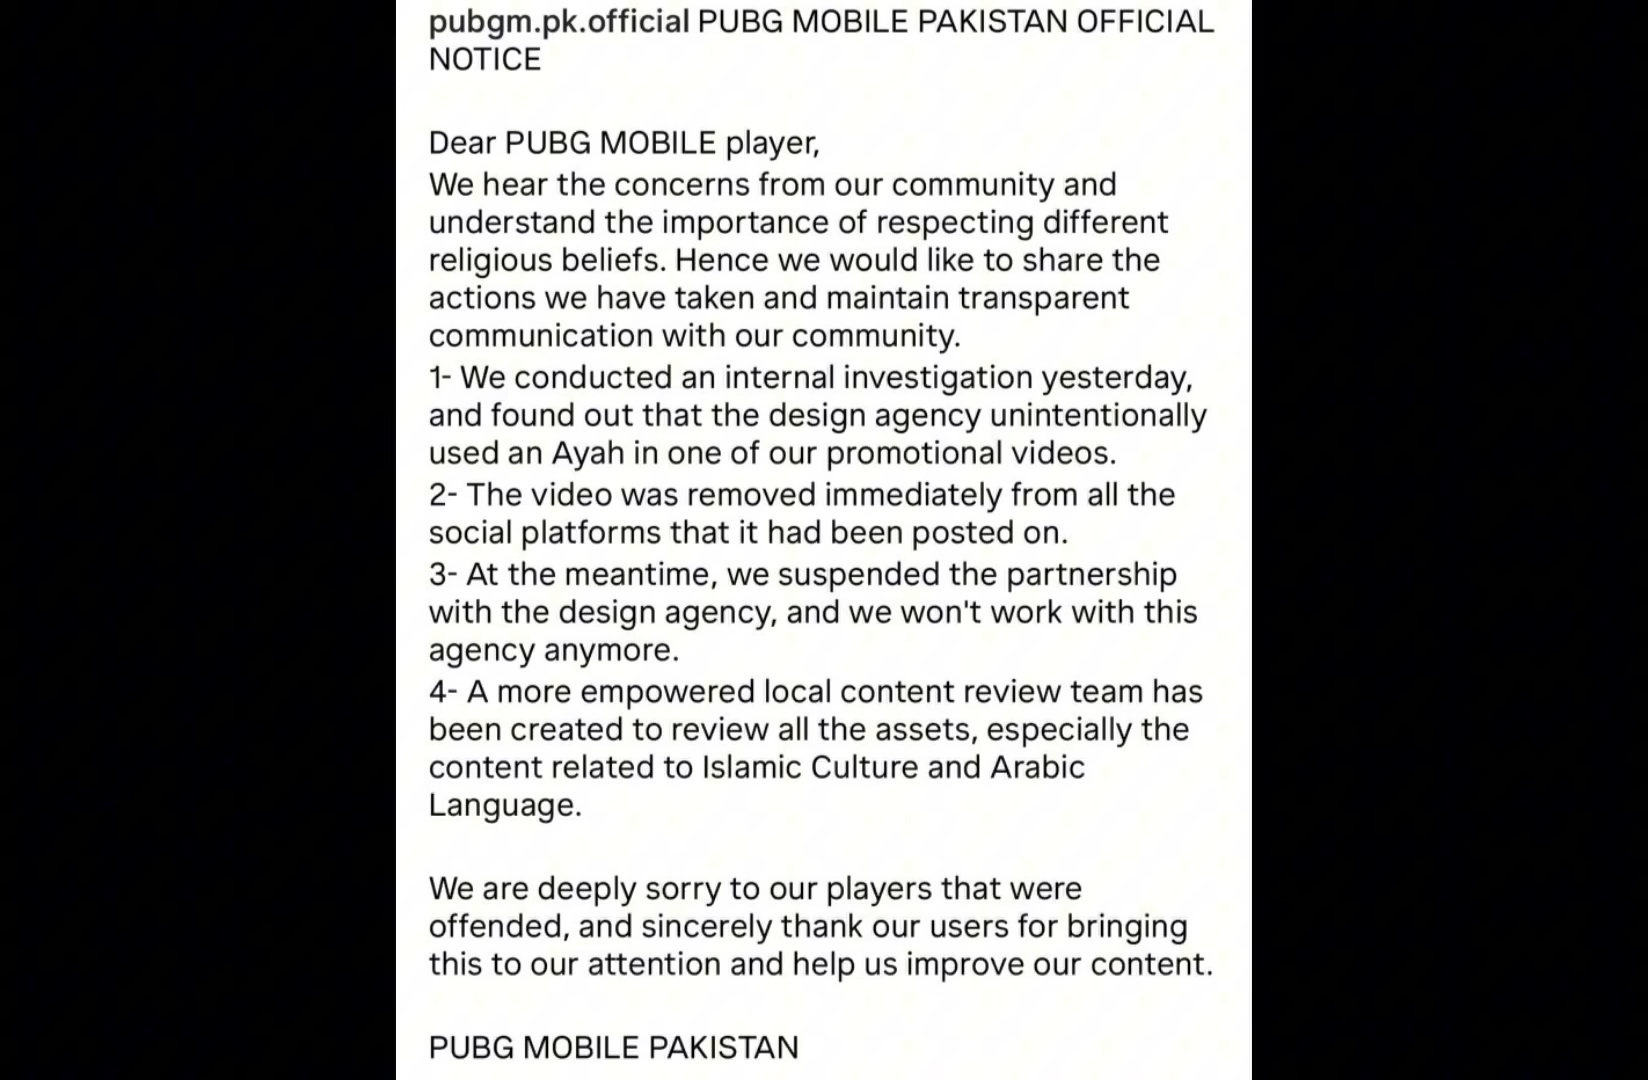 pubgm.pk.official PUBG MOBILE PAKISTAN OFFICIAL
NOTICE
Dear PUBG MOBILE player,
We hear the concerns from our community and
understand the importance of respecting different
religious beliefs. Hence we would like to share the
actions we have taken and maintain transparent
communication with our community.
1- We conducted an internal investigation yesterday,
and found out that the design agency unintentionally
used an Ayah in one of our promotional videos.
2- The video was removed immediately from all the
social platforms that it had been posted on.
3- At the meantime, we suspended the partnership
with the design agency, and we won't work with this
agency anymore.
4- A more empowered local content review team has
been created to review all the assets, especially the
content related to Islamic Culture and Arabic
Language.
We are deeply sorry to our players that were
offended, and sincerely thank our users for bringing
this to our attention and help us improve our content.
PUBG MOBILE PAKISTAN